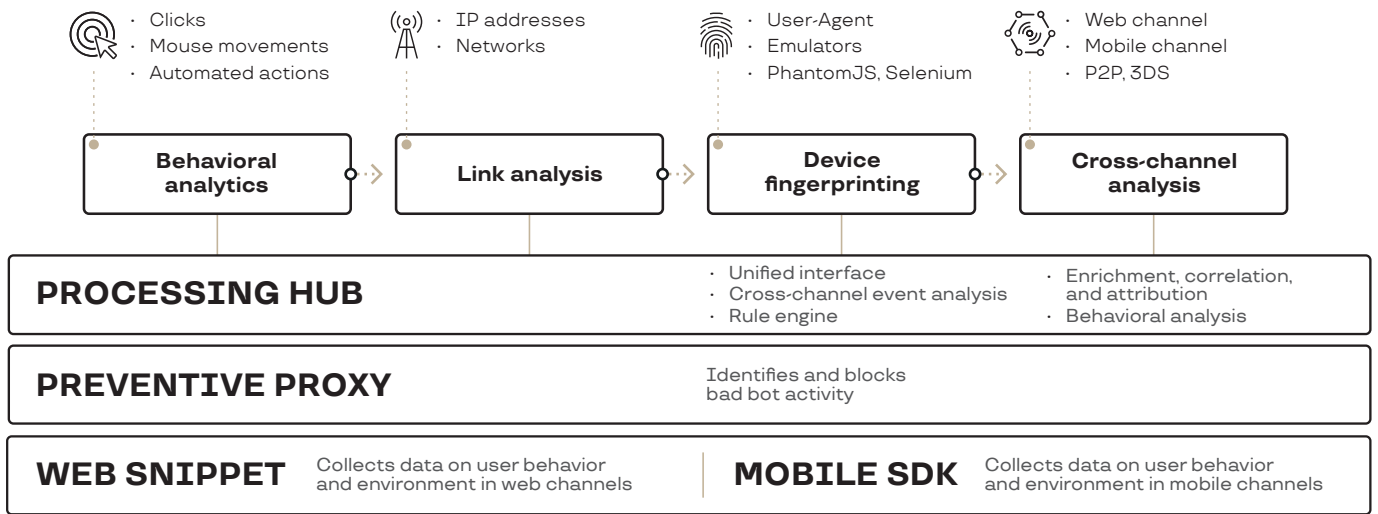 · Clicks
· Mouse movements
· Automated actions
· IP addresses
· Networks
· User-Agent
· Emulators
· PhantomJS, Selenium
· Web channel
· Mobile channel
· P2P, 3DS
Behavioral
analytics
Link analysis
Device
fingerprinting
Cross-channel
analysis
PROCESSING HUB
· Unified interface
· Cross-channel event analysis
· Rule engine
· Enrichment, correlation,
and attribution
· Behavioral analysis
PREVENTIVE PROXY
Identifies and blocks
bad bot activity
WEB SNIPPET
Collects data on user behavior
and environment in web channels
MOBILE SDK
Collects data on user behavior
and environment in mobile channels